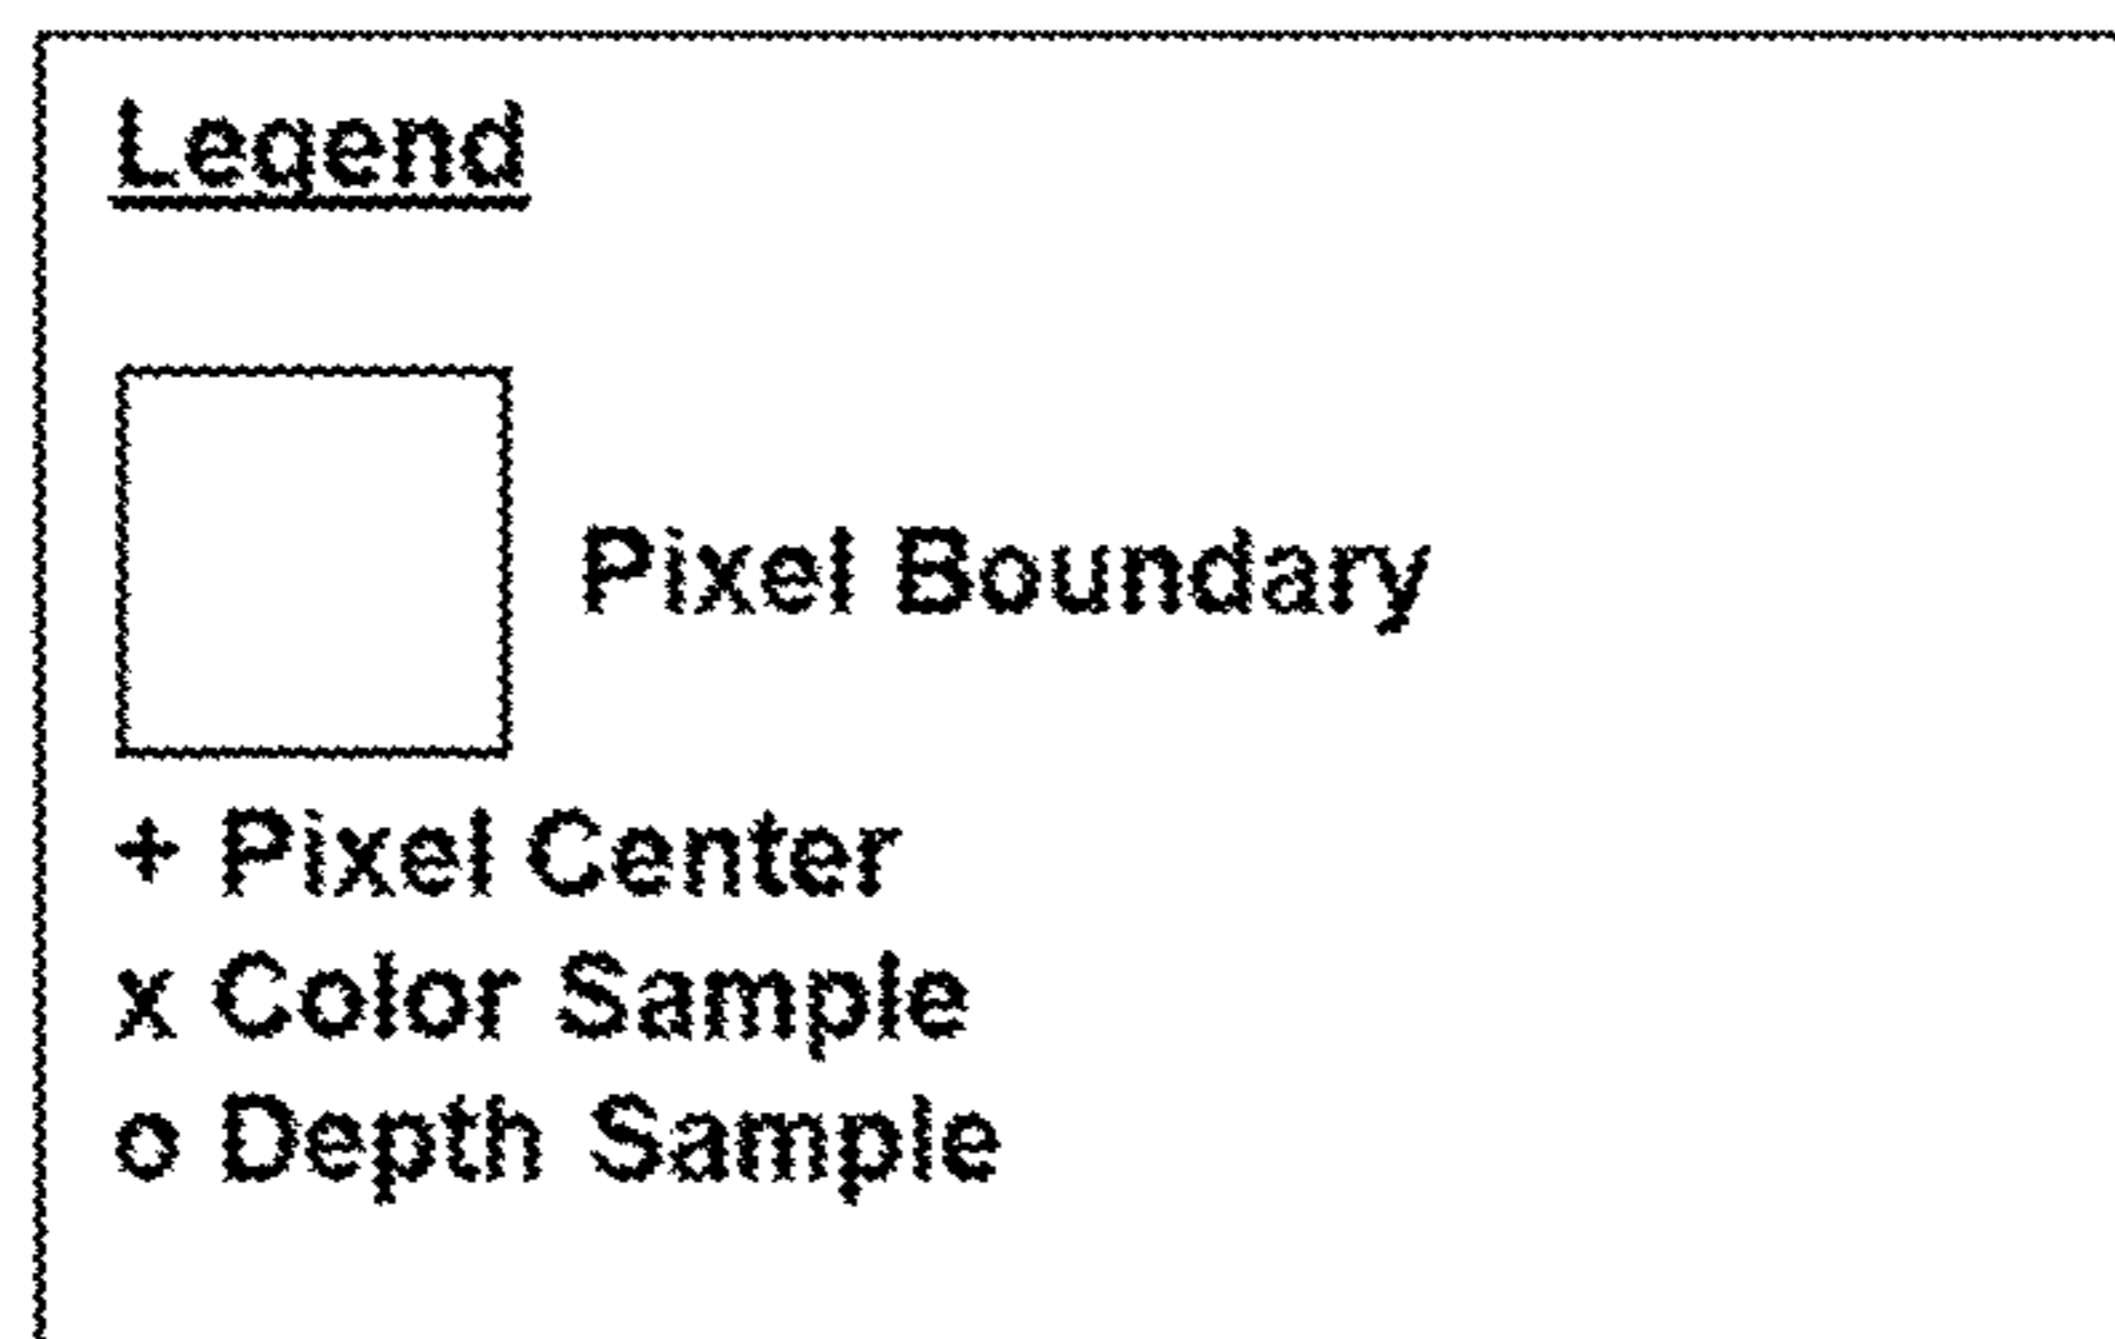 Legend
Pixel Boundary
+ Pixel Center
x Color Sample
o Depth Sample